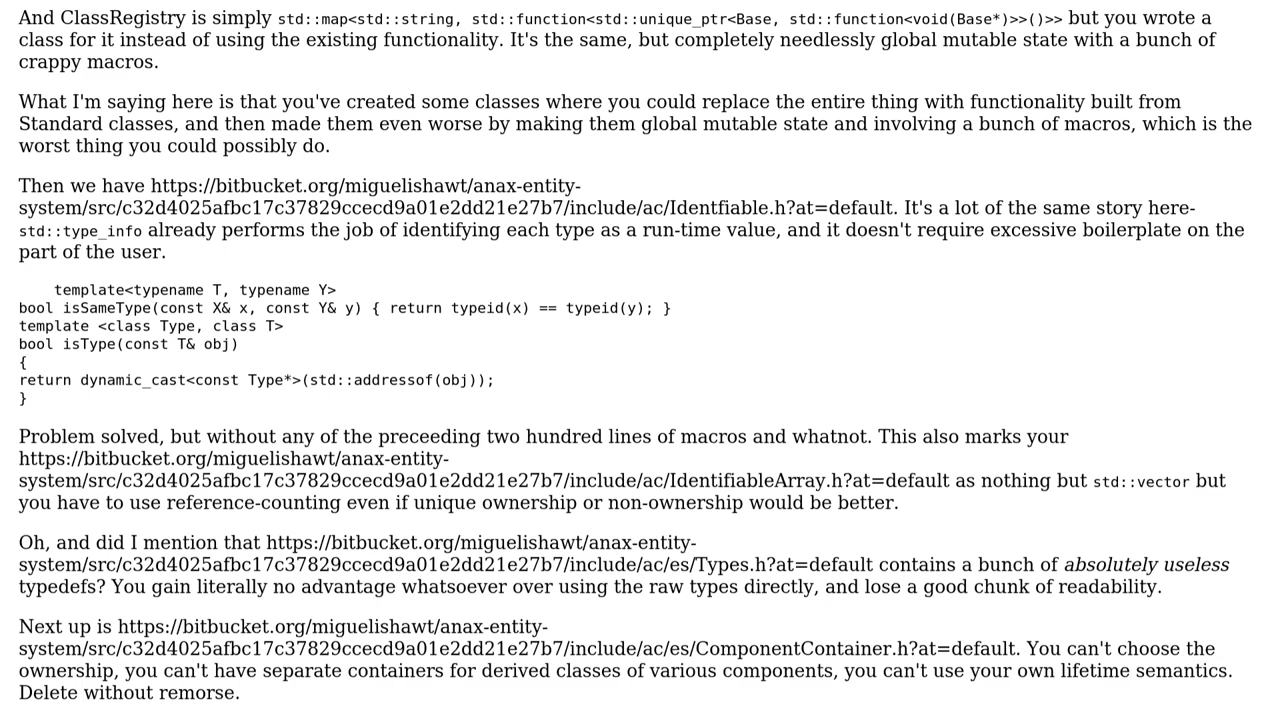 And ClassRegistry is simply std::map<std::string, std::function<std::unique_ptr<Base, std::function<void(Base*)>>()>> but you wrote a
class for it instead of using the existing functionality. It's the same, but completely needlessly global mutable state with a bunch of
crappy macros.
What I'm saying here is that you've created some classes where you could replace the entire thing with functionality built from
Standard classes, and then made them even worse by making them global mutable state and involving a bunch of macros, which is the
worst thing you could possibly do.
Then we have https://bitbucket.org/miguelishawt/anax-entity-
system/src/c32d4025afbc17c37829ccecd9a01e2dd21e27b7/include/ac/Identfiable.h?at=default. It's a lot of the same story here-
std::type_info already performs the job of identifying each type as a run-time value, and it doesn't require excessive boilerplate on the
part of the user.
template<typename T, typename Y>
bool isSameType(const X& x, const Y& y) { return typeid(x) == typeid(y); }
template <class Type, class T>
bool isType(const T& obj)
{
return dynamic_cast<const Type*>(std::addressof(obj));
}
Problem solved, but without any of the preceeding two hundred lines of macros and whatnot. This also marks your
https://bitbucket.org/miguelishawt/anax-entity-
system/src/c32d4025afbc17c37829ccecd9a01e2dd21e27b7/include/ac/IdentifiableArray.h?at=default as nothing but std::vector but
you have to use reference-counting even if unique ownership or non-ownership would be better.
Oh, and did I mention that https://bitbucket.org/miguelishawt/anax-entity-
system/src/c32d4025afbc17c37829ccecd9a01e2dd21e27b7/include/ac/es/Types.h?at=default contains a bunch of absolutely useless
typedefs? You gain literally no advantage whatsoever over using the raw types directly, and lose a good chunk of readability.
Next up is https://bitbucket.org/miguelishawt/anax-entity-
system/src/c32d4025afbc17c37829ccecd9a01e2dd21e27b7/include/ac/es/ComponentContainer.h?at=default. You can't choose the
ownership, you can't have separate containers for derived classes of various components, you can't use your own lifetime semantics.
Delete without remorse.